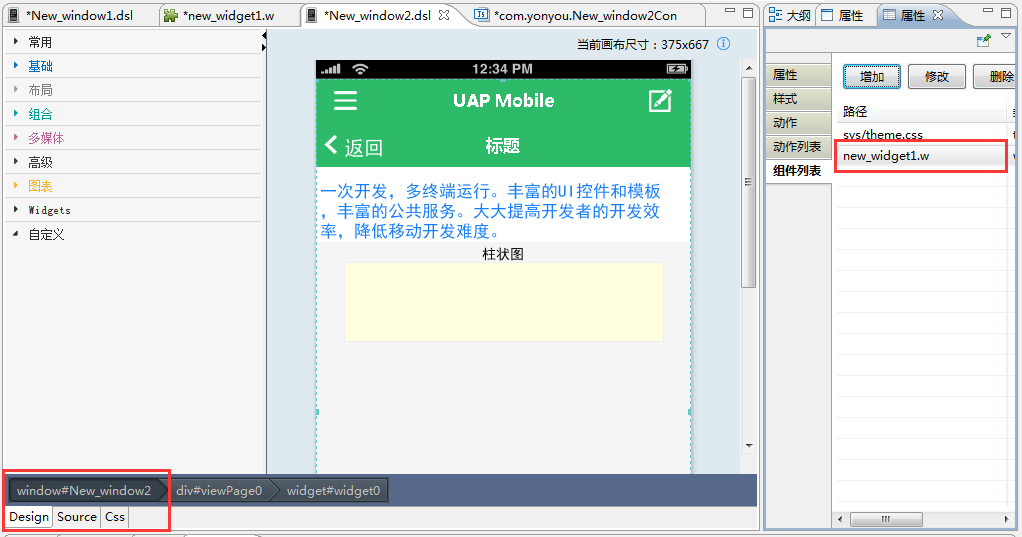 *New_window1.dsl
*new_widget1.w
*New_window2.dsl
*com.yonyou.New_window2Con
大纲
属性
属性
常用
基础
布局
组合
多媒体
高级
图表
Widgets
自定义
当前画布尺寸：375x667
12:34 PM
UAP Mobile
返回
标题
一次开发，多终端运行。丰富的UI控件和模板
，丰富的公共服务。大大提高开发者的开发效
率，降低移动开发难度。
柱状图
属性
样式
动作
动作列表
组件列表
增加
修改
删除
路径
sys/theme.css
new_widget1.w
window#New_window2
div#viewPage0
widget#widget0
Design
Source
Css